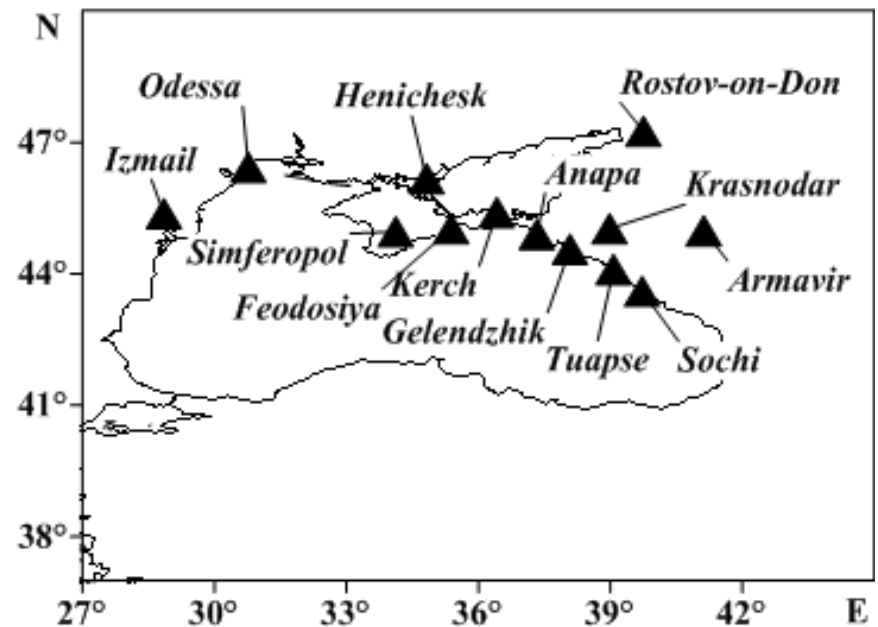 N
Odessa
Henichesk
Rostov-on-Don
47°
Izmail
Anapa
Krasnodar
Simferopol
44°
Feodosiya
Kerch
Armavir
Gelendzhik
Tuapse
Sochi
41°
38°
27°
30°
33°
36°
39°
42°
E